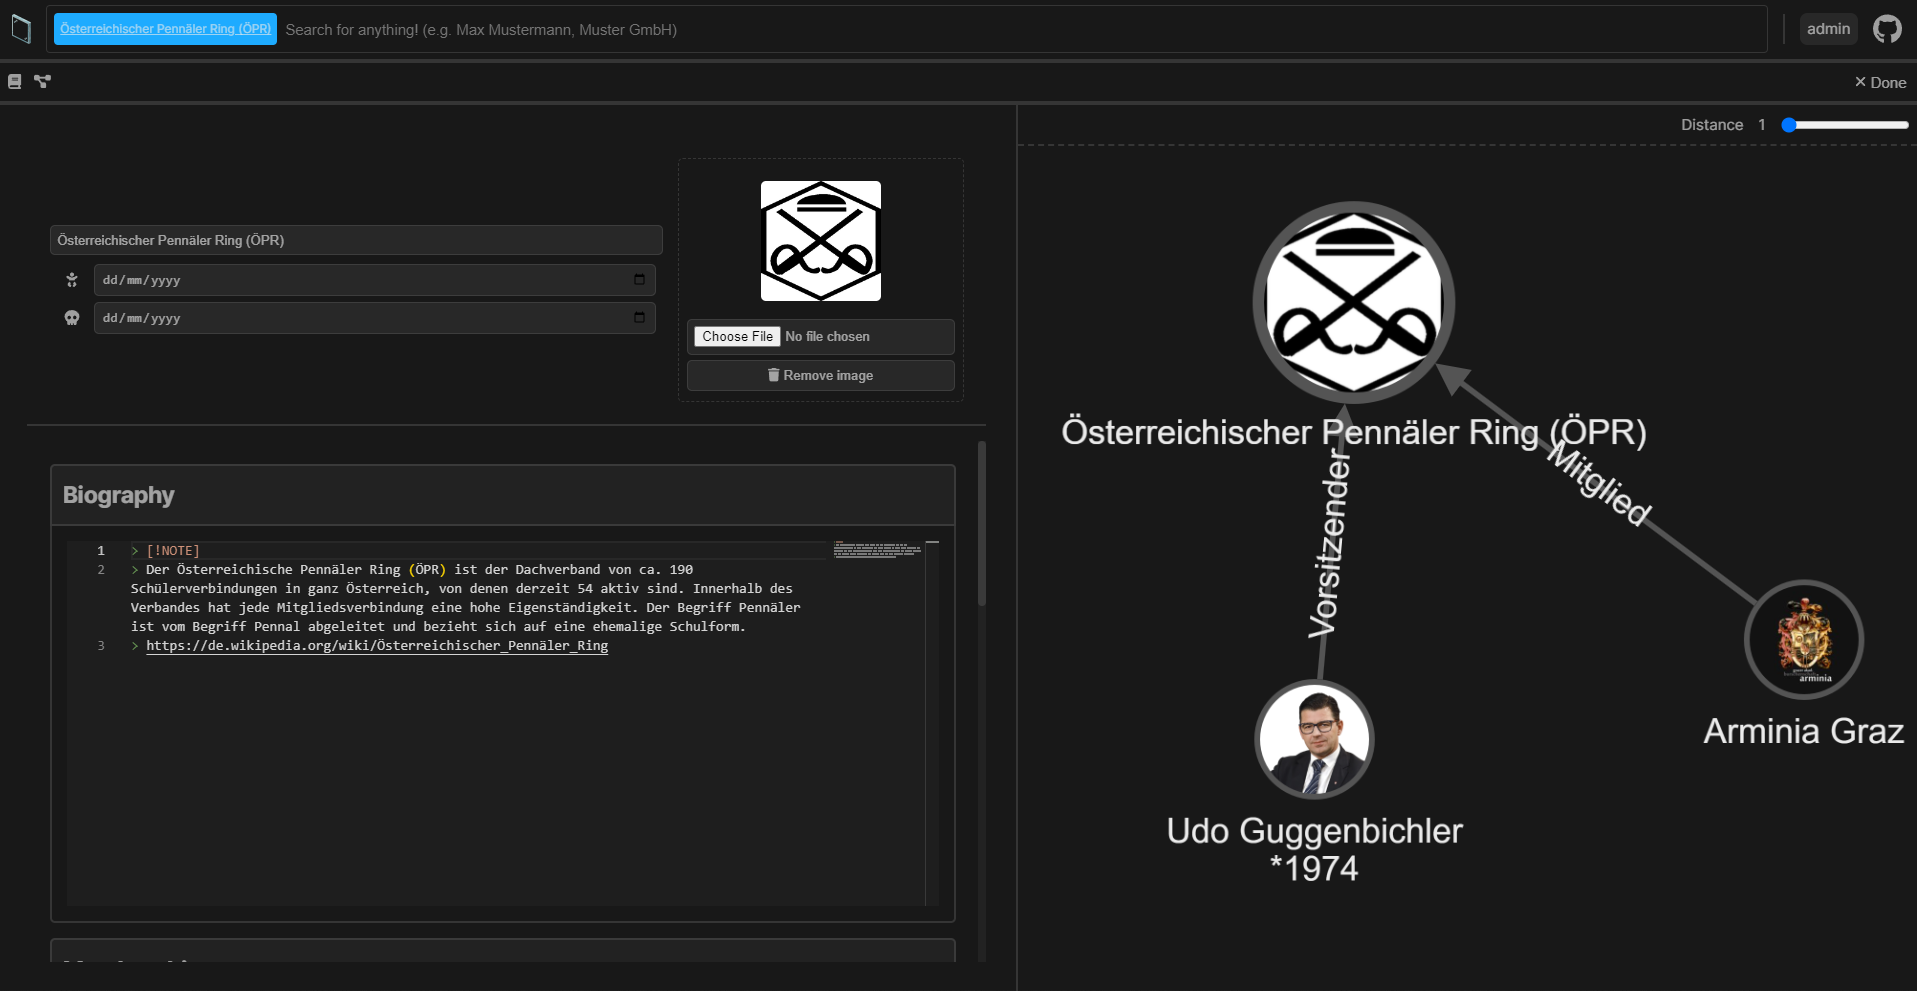 Österreichischer Pennäler Ring (ÖPR) Search for anything! (e.g. Max Mustermann, Muster GmbH) admin
✕ Done
Österreichischer Pennäler Ring (ÖPR)
dd/mm/yyyy
dd/mm/yyyy
Choose File No file chosen
Remove image
Biography
1 > [!NOTE]
2 > Der Österreichische Pennäler Ring (ÖPR) ist der Dachverband von ca. 190
Schülerverbindungen in ganz Österreich, von denen derzeit 54 aktiv sind. Innerhalb des
Verbandes hat jede Mitgliedsverbindung eine hohe Eigenständigkeit. Der Begriff Pennäler
ist vom Begriff Pennal abgeleitet und bezieht sich auf eine ehemalige Schulform.
3 > https://de.wikipedia.org/wiki/Österreichischer_Pennäler_Ring
Distance 1
Österreichischer Pennäler Ring (ÖPR)
Vorsitzender
Mitglied
arminia
Arminia Graz
Udo Guggenbichler
*1974